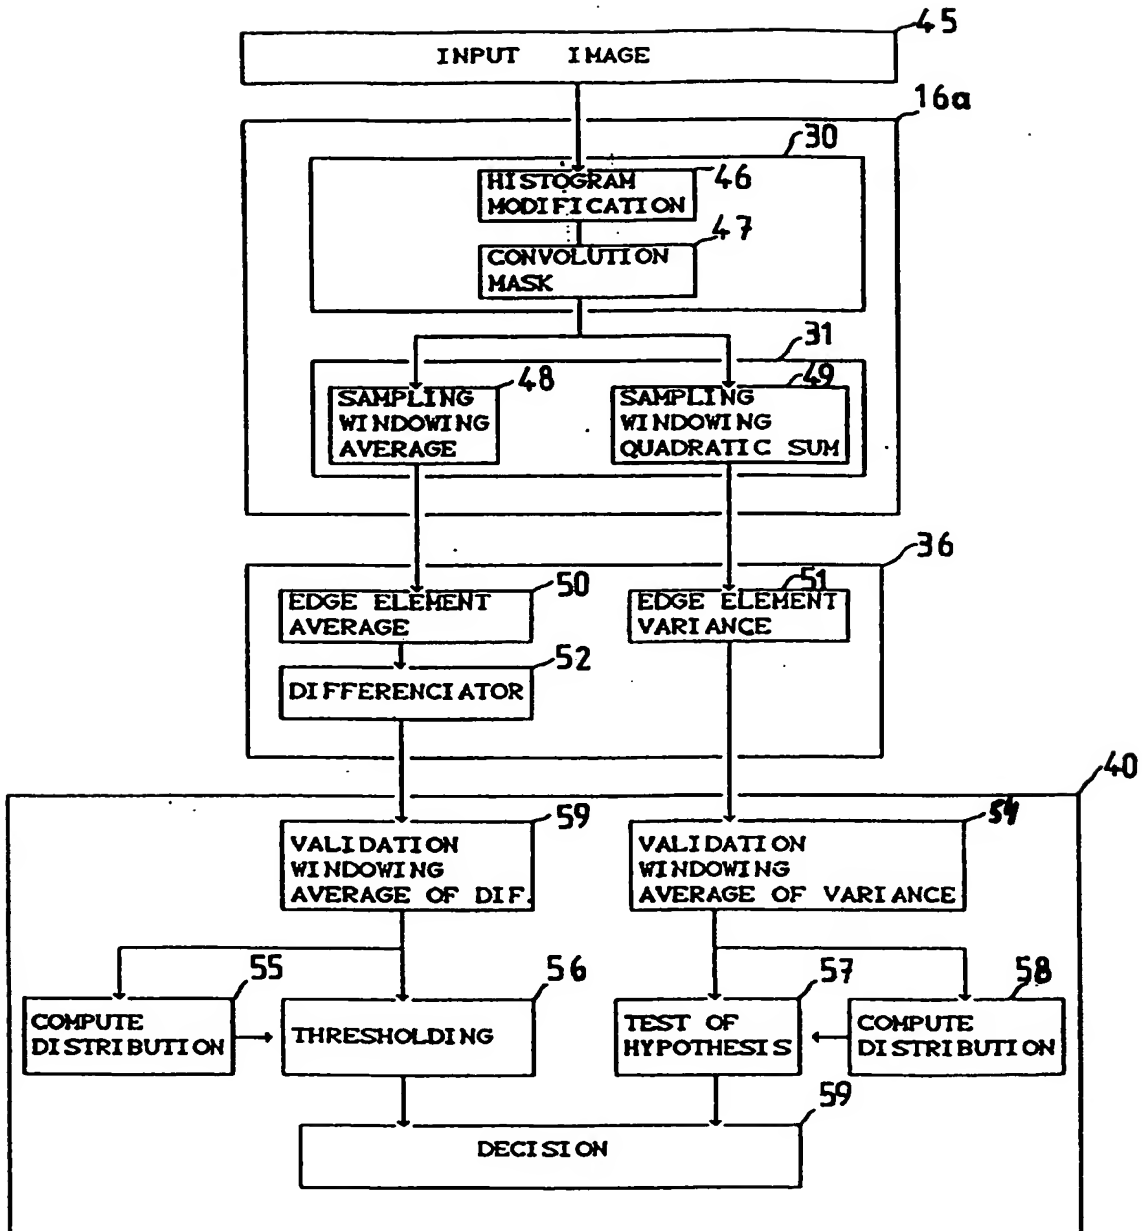 45
INPUT IMAGE
16a
30
HISTOGRAM
MODIFICATION
46
CONVOLUTION
MASK
47
31
SAMPLING
WINDOWING
AVERAGE
48
SAMPLING
WINDOWING
QUADRATIC SUM
49
36
EDGE ELEMENT
AVERAGE
50
EDGE ELEMENT
VARIANCE
51
DIFFERENCIATOR
52
40
VALIDATION
WINDOWING
AVERAGE OF DIF.
59
VALIDATION
WINDOWING
AVERAGE OF VARIANCE
54
COMPUTE
DISTRIBUTION
55
THRESHOLDING
56
TEST OF
HYPOTHESIS
57
COMPUTE
DISTRIBUTION
58
DECISION
59